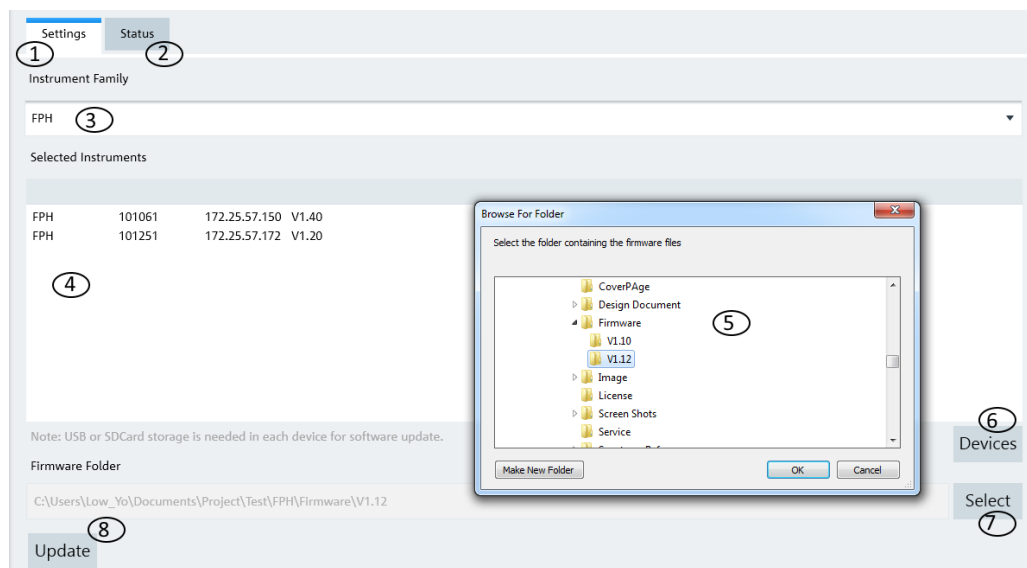 Settings Status
1 2
Instrument Family
FPH 3
Selected Instruments
FPH 101061 172.25.57.150 V1.40
FPH 101251 172.25.57.172 V1.20
4
Browse For Folder
Select the folder containing the firmware files
CoverPAge
Design Document
Firmware
5
V1.10
V1.12
Image
License
Screen Shots
Service
Make New Folder OK Cancel
6
Note: USB or SDCard storage is needed in each device for software update.
Devices
Firmware Folder
C:\Users\Low_Yo\Documents\Project\Test\FPH\Firmware\V1.12
Select
7
8
Update